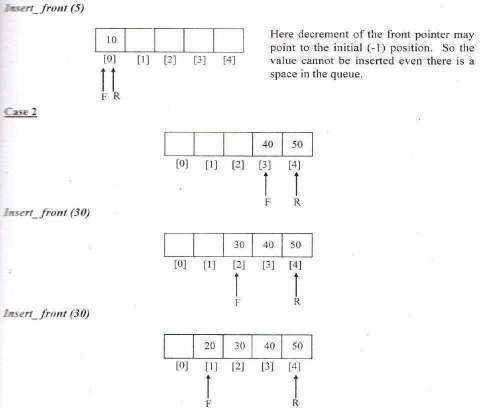 Insert_front (5)
10
Here decrement of the front pointer may
point to the initial (-1) position. So the
value cannot be inserted even there is a
space in the queue.
[0] [1] [2] [3] [4]
F R
Case 2
40 50
[0] [1] [2] [3] [4]
F R
Insert_front (30)
30 40 50
[0] [1] [2] [3] [4]
F R
Insert_front (30)
20 30 40 50
[0] [1] [2] [3] [4]
F R